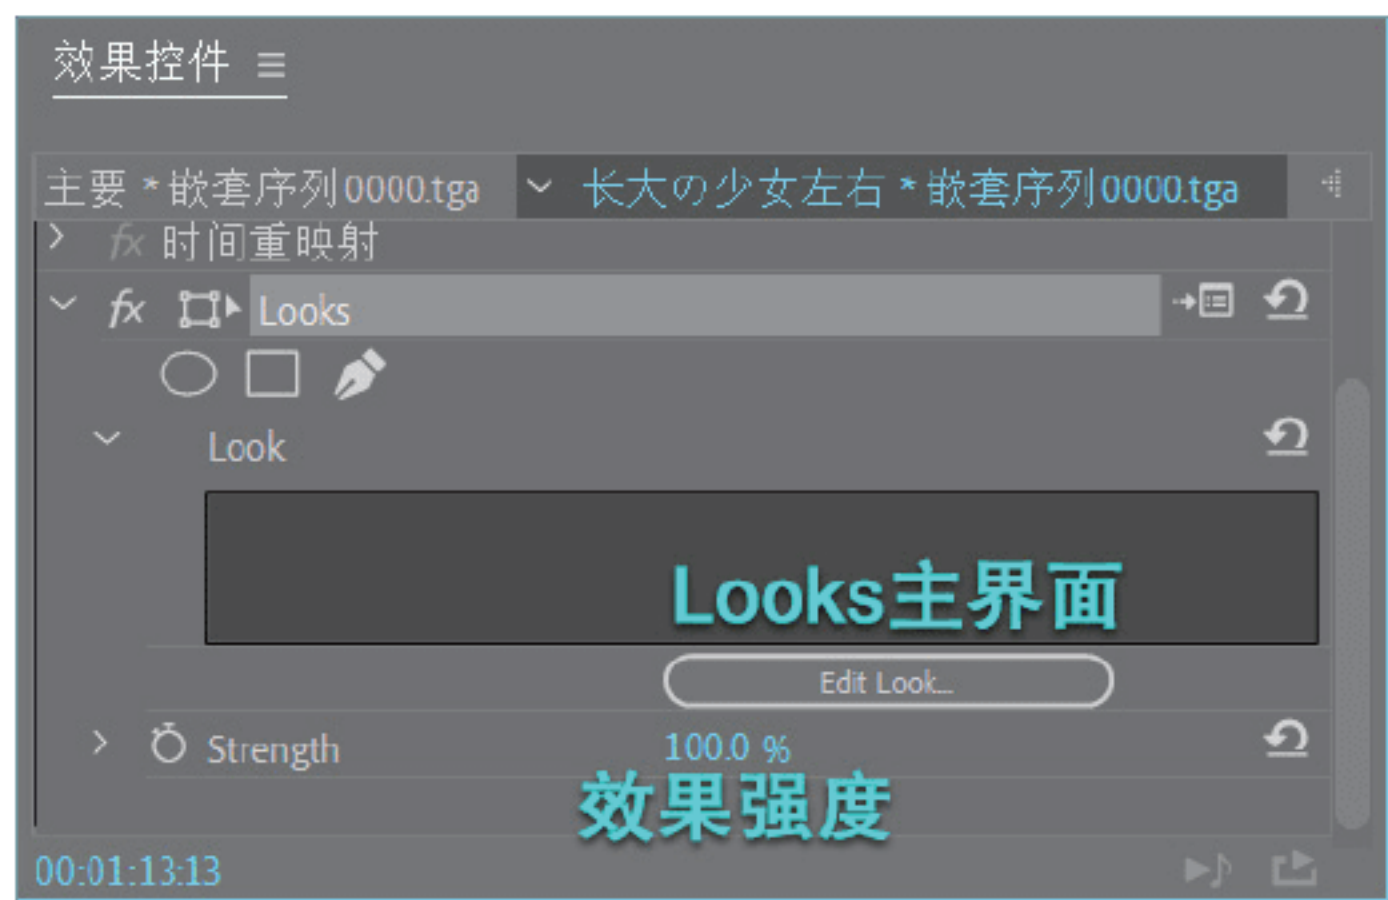 效果控件
主要 * 嵌套序列0000.tga 长大の少女左右 * 嵌套序列0000.tga
fx 时间重映射
fx Looks
Look
Looks主界面
Edit Look...
Strength 100.0 %
效果强度
00:01:13:13